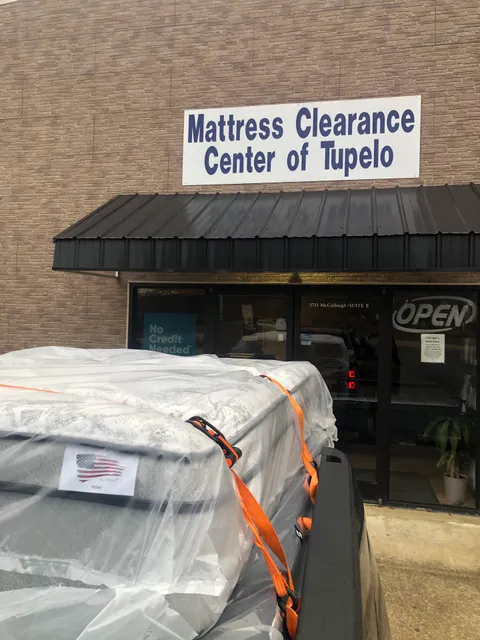 Mattress Clearance
Center of Tupelo
No
Credit
Needed
OPEN